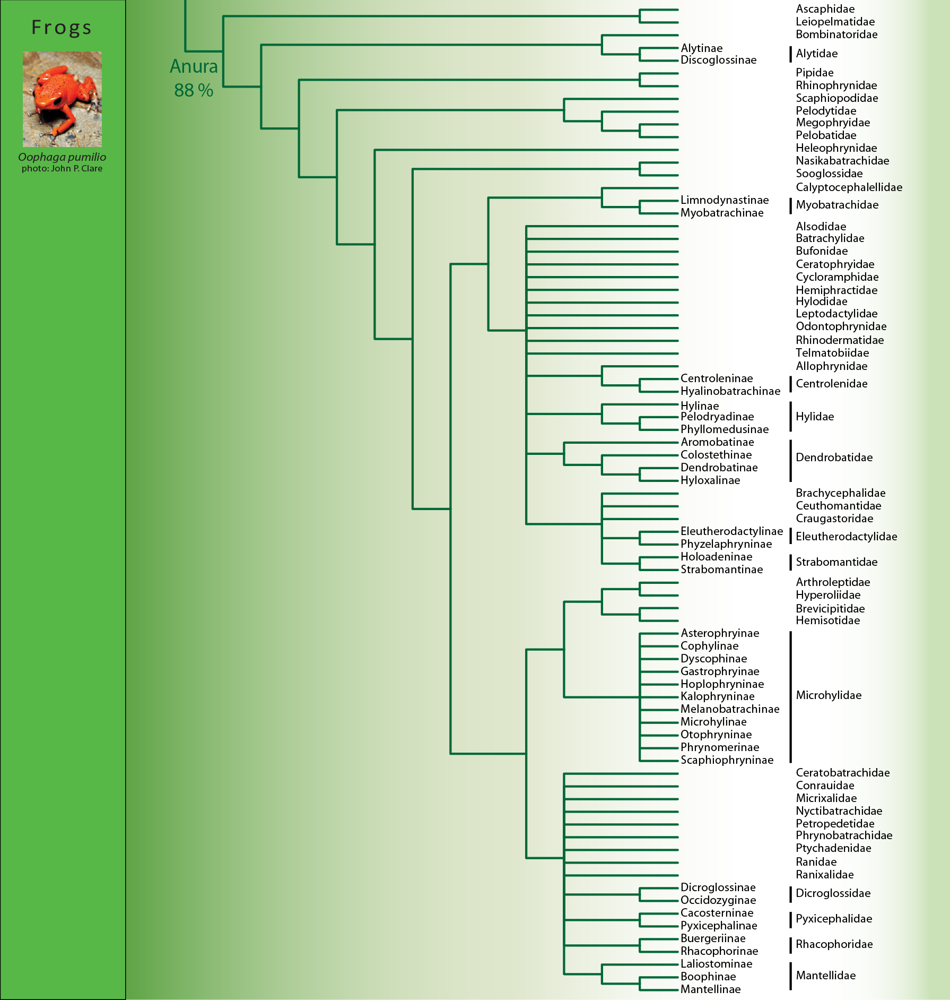 Frogs
Oophaga pumilio
photo: John P. Clare
Anura
88 %
Ascaphidae
Leiopelmatidae
Bombinatoridae
Alytinae
Discoglossinae
Alytidae
Pipidae
Rhinophrynidae
Scaphiopodidae
Pelodytidae
Megophryidae
Pelobatidae
Heleophrynidae
Nasikabatrachidae
Sooglossidae
Calyptocephalellidae
Limnodynastinae
Myobatrachinae
Myobatrachidae
Alsodidae
Batrachylidae
Bufonidae
Ceratophryidae
Cycloramphidae
Hemiphractidae
Hylodidae
Leptodactylidae
Odontophrynidae
Rhinodermatidae
Telmatobiidae
Allophrynidae
Centroleninae
Hyalinobatrachinae
Centrolenidae
Hylinae
Pelodryadinae
Phyllomedusinae
Hylidae
Aromobatinae
Colostethinae
Dendrobatinae
Hyloxalinae
Dendrobatidae
Brachycephalidae
Ceuthomantidae
Craugastoridae
Eleutherodactylinae
Phyzelaphryninae
Eleutherodactylidae
Holoadeninae
Strabomantinae
Strabomantidae
Arthroleptidae
Hyperoliidae
Brevicipitidae
Hemisotidae
Asterophryinae
Cophylinae
Dyscophinae
Gastrophryinae
Hoplophryninae
Kalophryninae
Melanobatrachinae
Microhylinae
Otophryninae
Phrynomerinae
Scaphiophryninae
Microhylidae
Ceratobatrachidae
Conrauidae
Micrixalidae
Nyctibatrachidae
Petropedetidae
Phrynobatrachidae
Ptychadenidae
Ranidae
Ranixalidae
Dicroglossinae
Occidozyginae
Dicroglossidae
Cacosterninae
Pyxicephalinae
Pyxicephalidae
Buergeriinae
Rhacophorinae
Rhacophoridae
Laliostominae
Boophinae
Mantellinae
Mantellidae